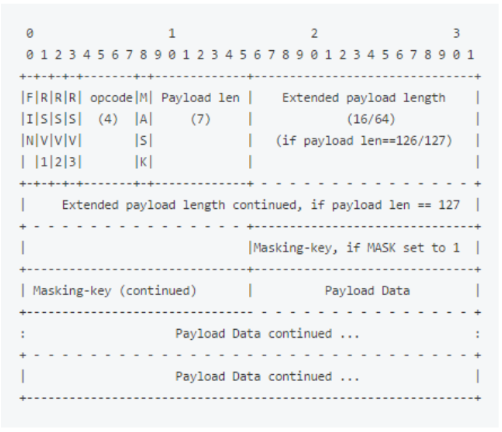 0                   1                   2                   3
0 1 2 3 4 5 6 7 8 9 0 1 2 3 4 5 6 7 8 9 0 1 2 3 4 5 6 7 8 9 0 1
+-+-+-+-+-------+-+-------------+-------------------------------+
|F|R|R|R| opcode|M| Payload len |    Extended payload length    |
|I|S|S|S|  (4)  |A|     (7)     |             (16/64)           |
|N|V|V|V|       |S|             |   (if payload len==126/127)   |
| |1|2|3|       |K|             |                               |
+-+-+-+-+-------+-+-------------+ - - - - - - - - - - - - - - - +
|     Extended payload length continued, if payload len == 127  |
+ - - - - - - - - - - - - - - - +-------------------------------+
|                               |Masking-key, if MASK set to 1  |
+-------------------------------+-------------------------------+
| Masking-key (continued)       |          Payload Data         |
+-------------------------------- - - - - - - - - - - - - - - - +
:                     Payload Data continued ...                :
+ - - - - - - - - - - - - - - - - - - - - - - - - - - - - - - - +
|                     Payload Data continued ...                |
+---------------------------------------------------------------+